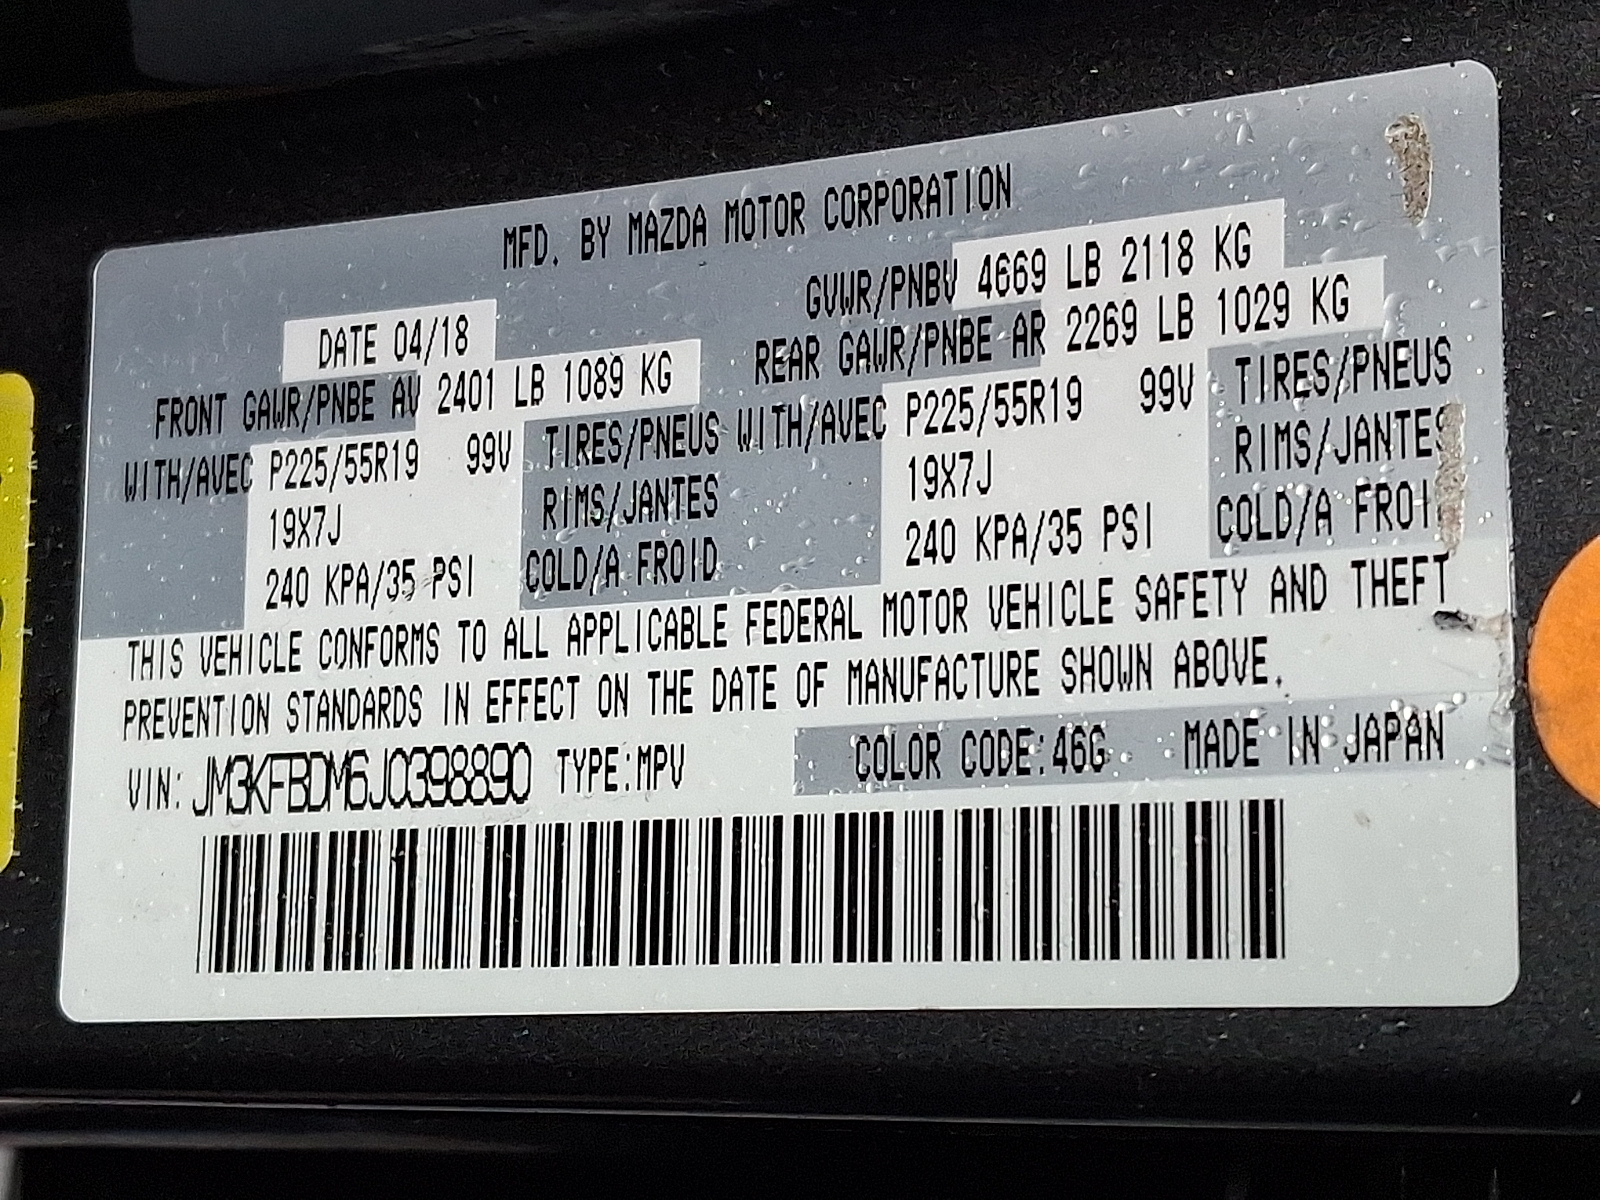 MFD. BY MAZDA MOTOR CORPORATION
GVWR/PNBV 4669 LB 2118 KG
DATE 04/18
REAR GAWR/PNBE AR 2269 LB 1029 KG
FRONT GAWR/PNBE AV 2401 LB 1089 KG
WITH/AVEC P225/55R19 99V TIRES/PNEUS WITH/AVEC P225/55R19 99V TIRES/PNEUS
19X7J RIMS/JANTES 19X7J RIMS/JANTES
240 KPA/35 PSI COLD/A FROID 240 KPA/35 PSI COLD/A FROI
THIS VEHICLE CONFORMS TO ALL APPLICABLE FEDERAL MOTOR VEHICLE SAFETY AND THEFT
PREVENTION STANDARDS IN EFFECT ON THE DATE OF MANUFACTURE SHOWN ABOVE.
VIN: JM3KFBDM6J0398890 TYPE:MPV COLOR CODE:46G MADE IN JAPAN